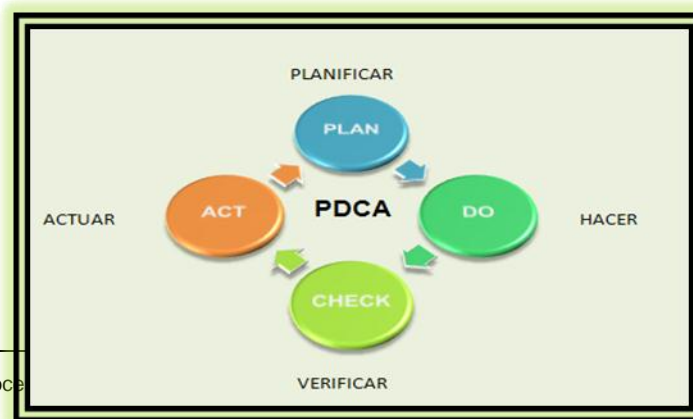 PLANIFICAR
PLAN
ACTUAR
ACT
PDCA
DO
HACER
CHECK
VERIFICAR